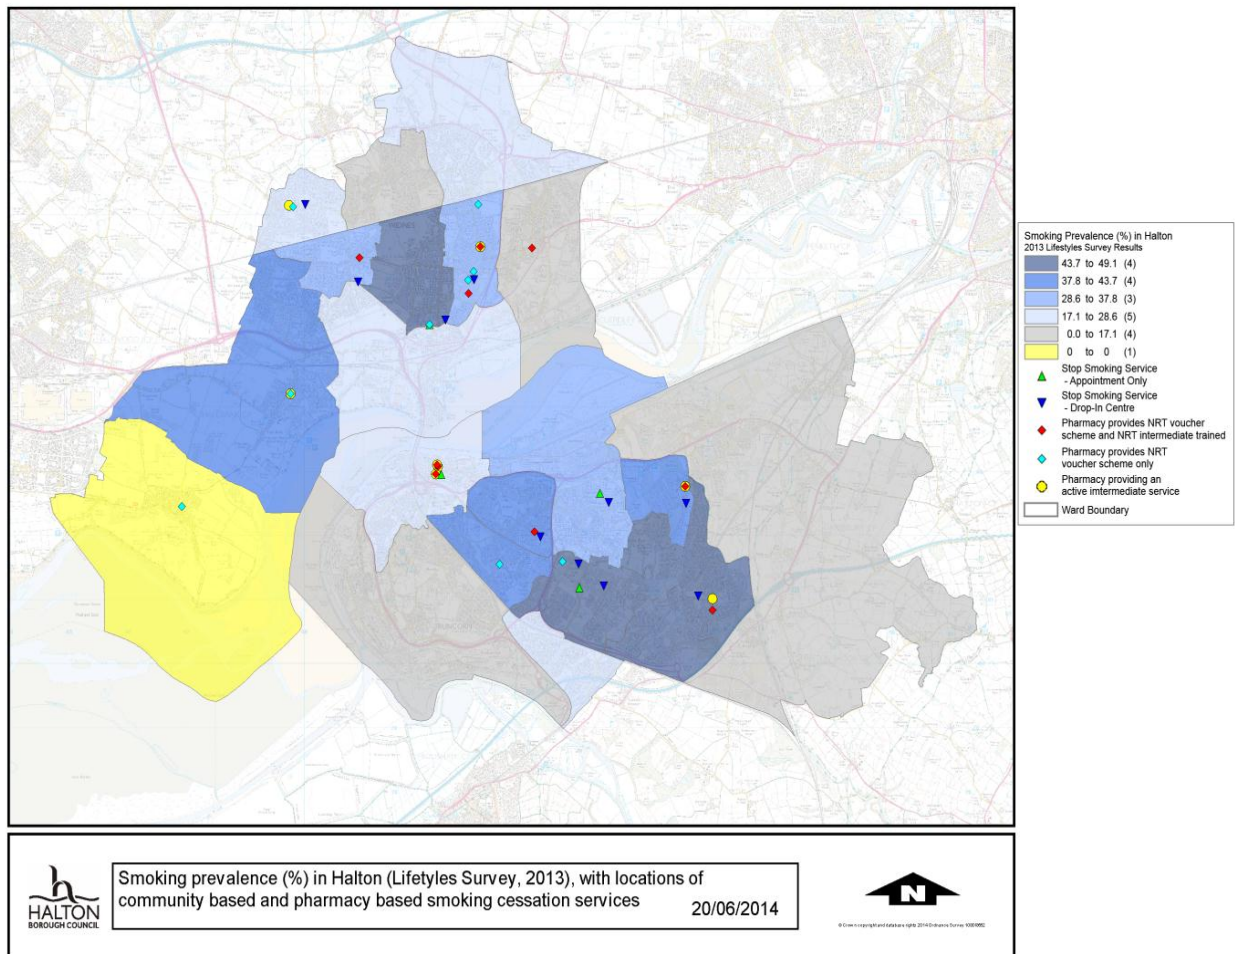 Smoking Prevalence (%) in Halton
2013 Lifestyles Survey Results
43.7 to 49.1 (4)
37.8 to 43.7 (4)
28.6 to 37.8 (3)
17.1 to 28.6 (5)
0.0 to 17.1 (4)
0 to 0 (1)
Stop Smoking Service
- Appointment Only
Stop Smoking Service
- Drop-In Centre
Pharmacy provides NRT voucher
scheme and NRT intermediate trained
Pharmacy provides NRT
voucher scheme only
Pharmacy providing an
active intermediate service
Ward Boundary
h
HALTON
BOROUGH COUNCIL
Smoking prevalence (%) in Halton (Lifetyles Survey, 2013), with locations of
community based and pharmacy based smoking cessation services
20/06/2014
N